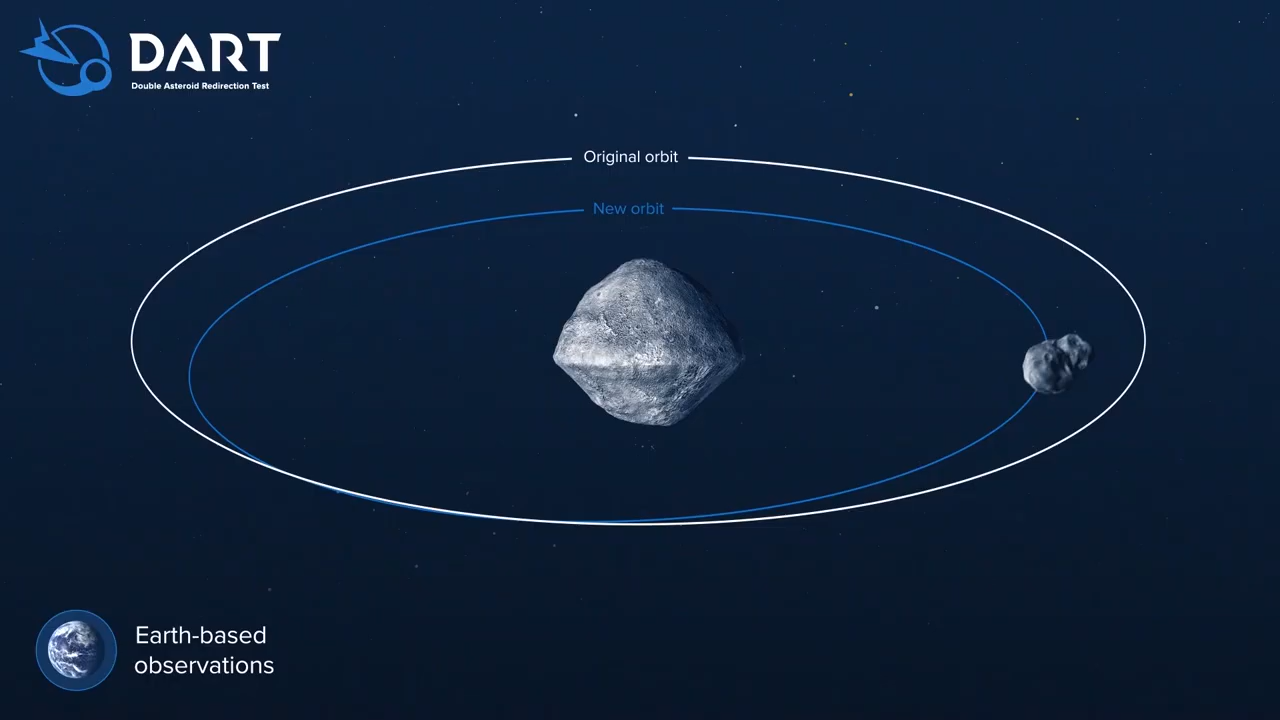 DART
Double Asteroid Redirection Test
Original orbit
New orbit
Earth-based
observations